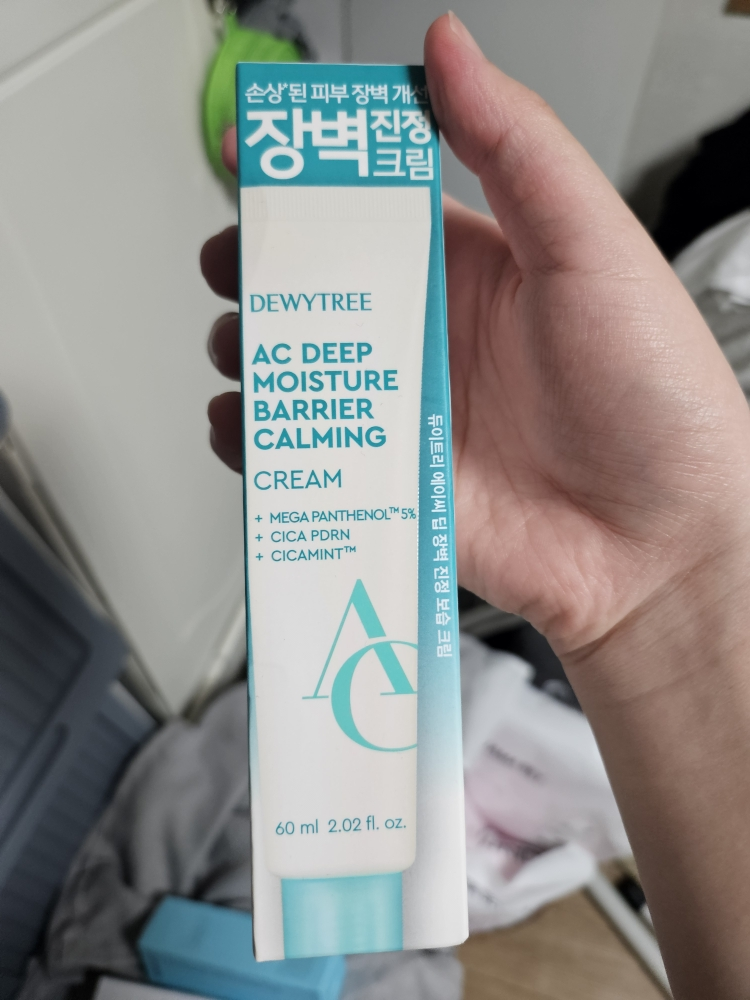 손상*된 피부 장벽 개선
장벽 진정
크림
DEWYTREE
AC DEEP
MOISTURE
BARRIER
CALMING
CREAM
+ MEGA PANTHENOL™ 5%
+ CICA PDRN
+ CICAMINT™
AC
60 ml 2.02 fl. oz.
듀이트리 에이씨 딥 장벽 진정 보습 크림